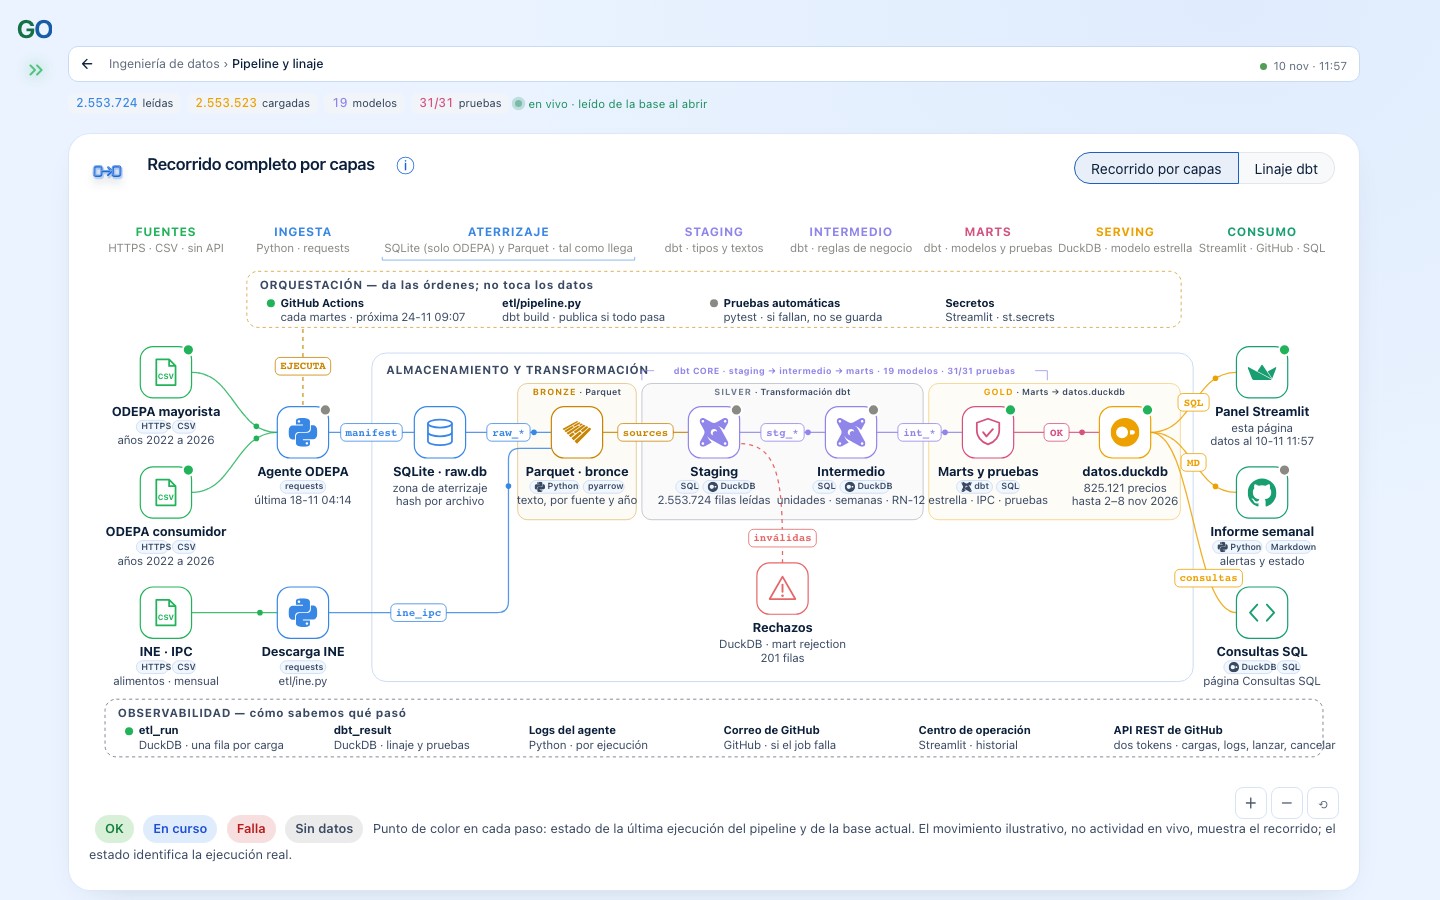 GO
Ingeniería de datos › Pipeline y linaje
10 nov · 11:57
2.553.724 leídas 2.553.523 cargadas 19 modelos 31/31 pruebas en vivo · leído de la base al abrir
Recorrido completo por capas
Recorrido por capas Linaje dbt
FUENTES INGESTA ATERRIZAJE STAGING INTERMEDIO MARTS SERVING CONSUMO
HTTPS · CSV · sin API Python · requests SQLite (solo ODEPA) y Parquet · tal como llega dbt · tipos y textos dbt · reglas de negocio dbt · modelos y pruebas DuckDB · modelo estrella Streamlit · GitHub · SQL
ORQUESTACIÓN — da las órdenes; no toca los datos
GitHub Actions etl/pipeline.py Pruebas automáticas Secretos
cada martes · próxima 24-11 09:07 dbt build · publica si todo pasa pytest · si fallan, no se guarda Streamlit · st.secrets
EJECUTA
ALMACENAMIENTO Y TRANSFORMACIÓN dbt CORE · staging → intermedio → marts · 19 modelos · 31/31 pruebas
BRONZE · Parquet SILVER · Transformación dbt GOLD · Marts → datos.duckdb
CSV
ODEPA mayorista
HTTPS CSV
años 2022 a 2026
manifest raw_* sources stg_* int_* OK SQL
Panel Streamlit
esta página
datos al 10-11 11:57
Agente ODEPA SQLite · raw.db Parquet · bronce Staging Intermedio Marts y pruebas datos.duckdb
requests zona de aterrizaje Python pyarrow SQL DuckDB SQL DuckDB dbt SQL 825.121 precios
última 18-11 04:14 hash por archivo texto, por fuente y año 2.553.724 filas leídas unidades · semanas · RN-12 estrella · IPC · pruebas hasta 2–8 nov 2026
MD
CSV
ODEPA consumidor
HTTPS CSV
años 2022 a 2026
inválidas
Informe semanal
Python Markdown
alertas y estado
consultas
CSV
ine_ipc
INE · IPC Descarga INE
HTTPS CSV requests
alimentos · mensual etl/ine.py
Rechazos
DuckDB · mart rejection
201 filas
Consultas SQL
DuckDB SQL
página Consultas SQL
OBSERVABILIDAD — cómo sabemos qué pasó
etl_run dbt_result Logs del agente Correo de GitHub Centro de operación API REST de GitHub
DuckDB · una fila por carga DuckDB · linaje y pruebas Python · por ejecución GitHub · si el job falla Streamlit · historial dos tokens · cargas, logs, lanzar, cancelar
OK En curso Falla Sin datos Punto de color en cada paso: estado de la última ejecución del pipeline y de la base actual. El movimiento ilustrativo, no actividad en vivo, muestra el recorrido; el
estado identifica la ejecución real.